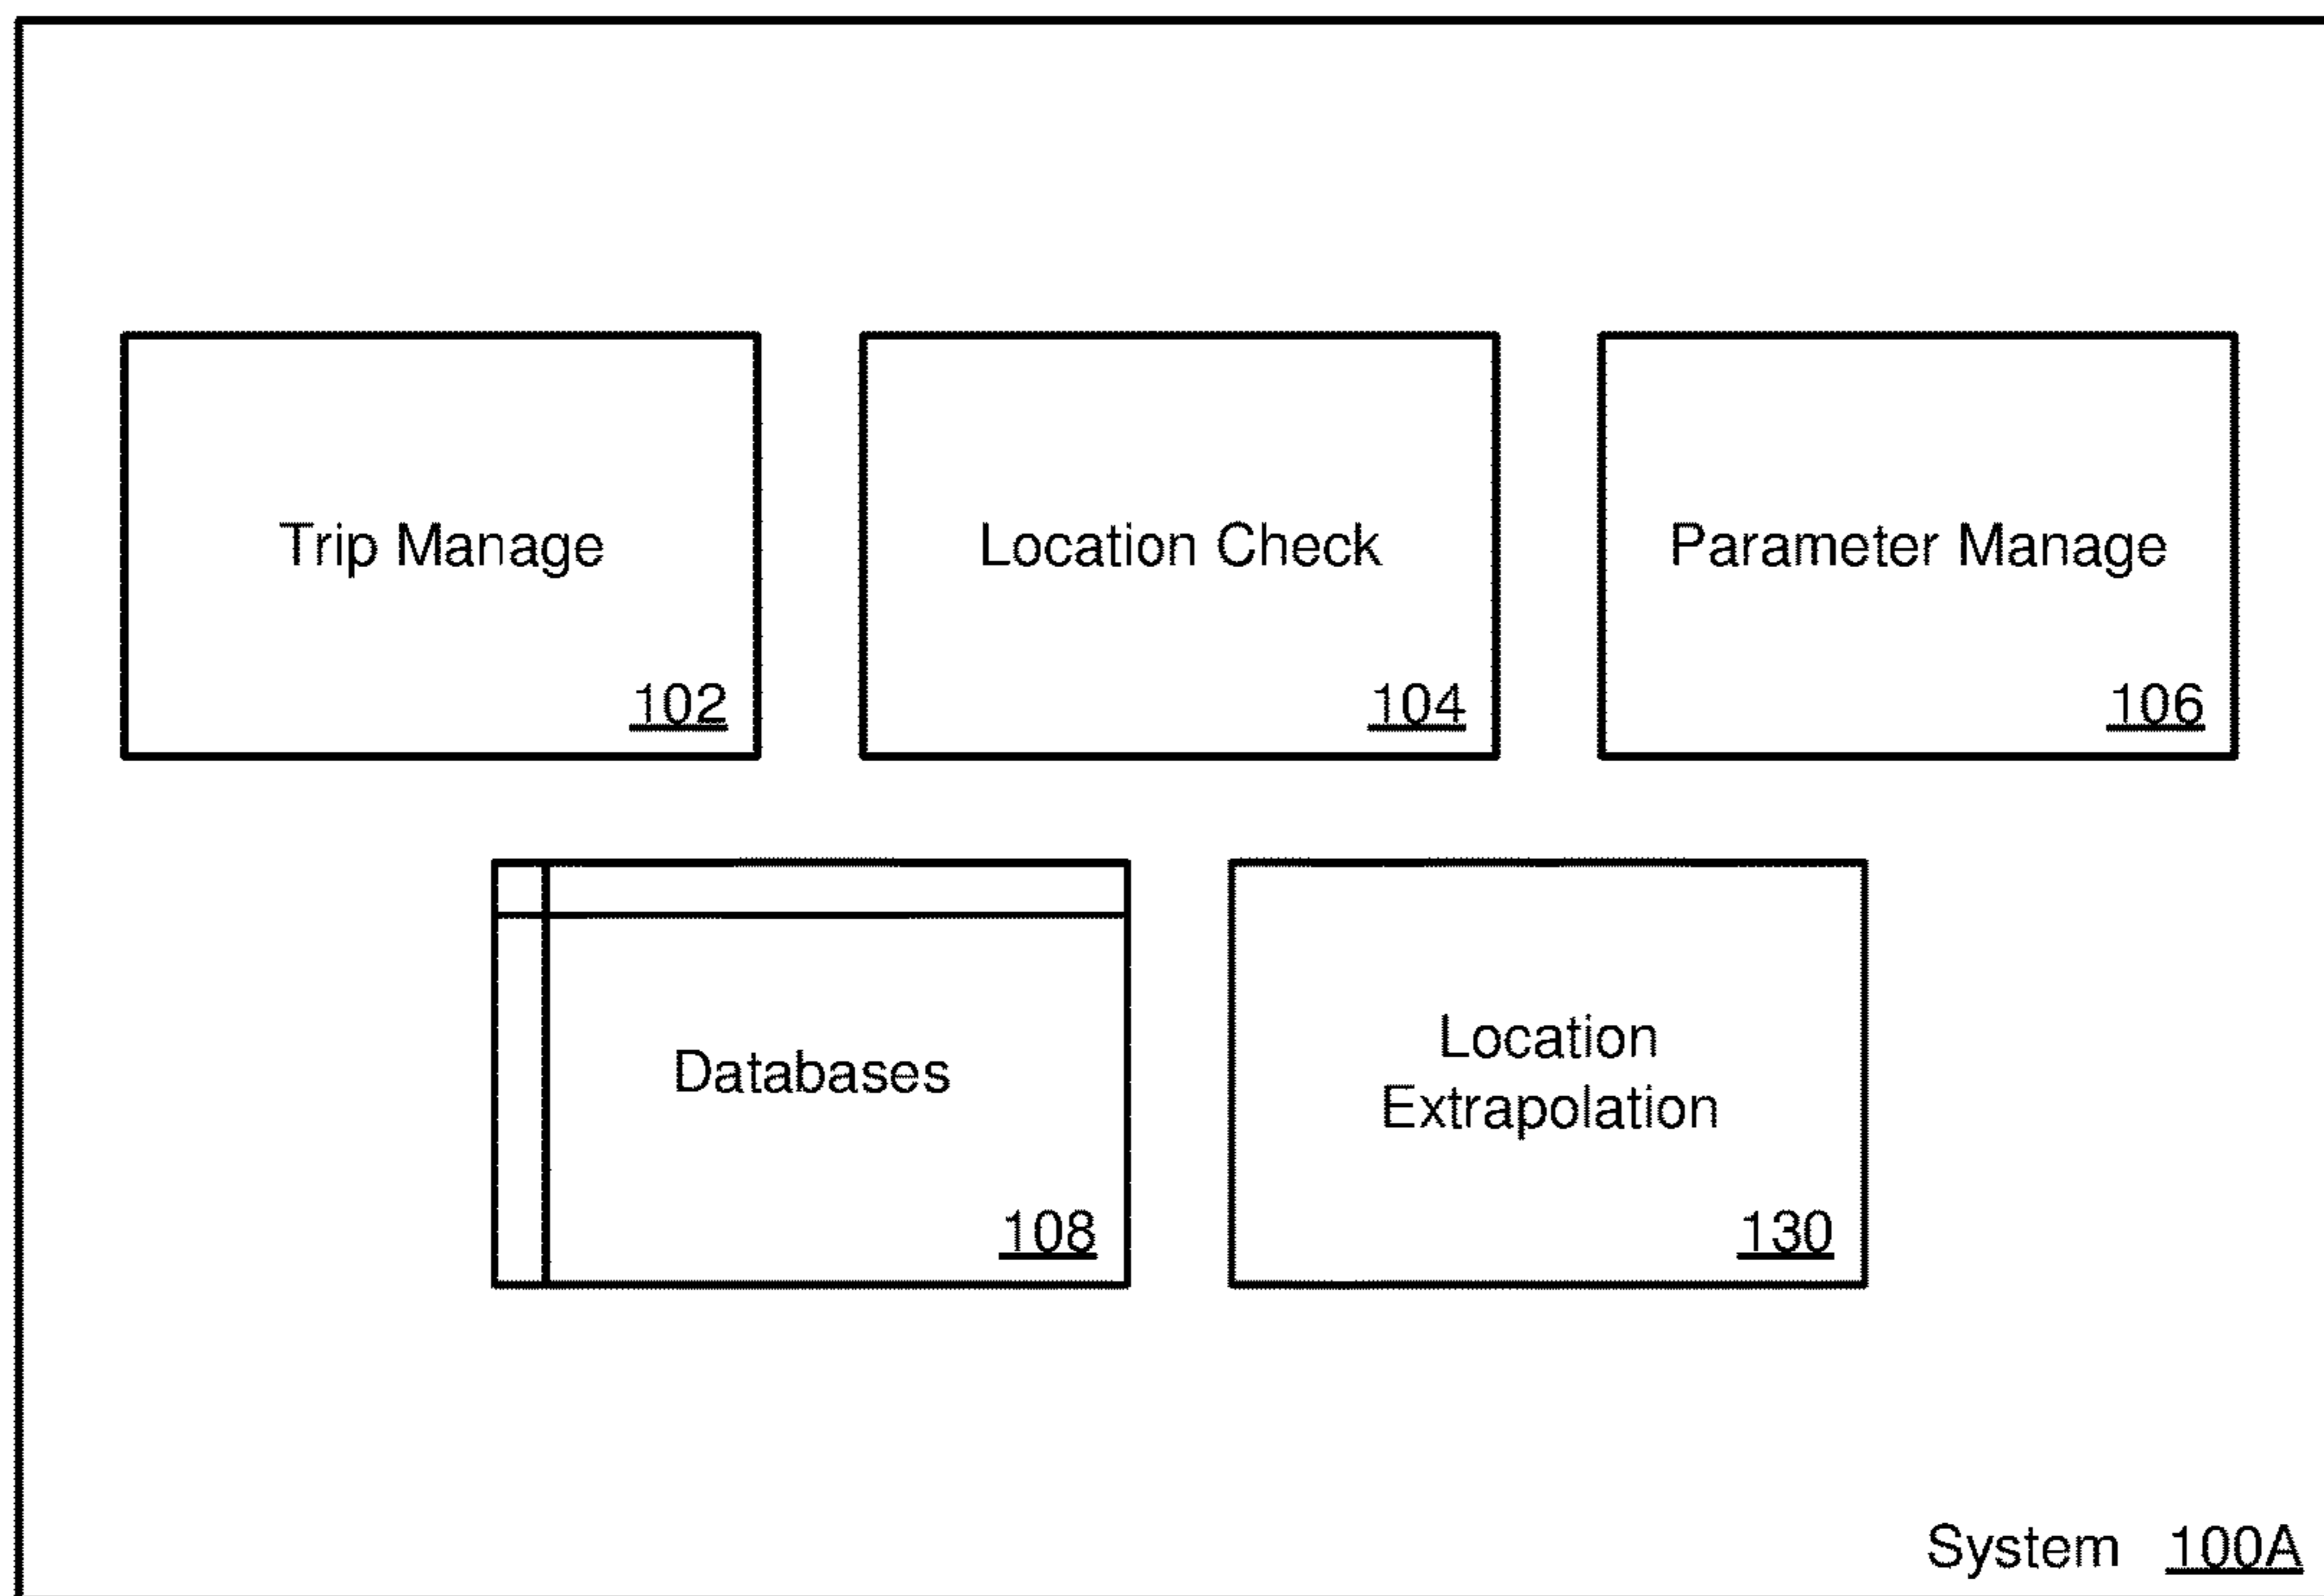 Trip Manage
102
Location Check
104
Parameter Manage
106
Databases
108
Location
Extrapolation
130
System 100A